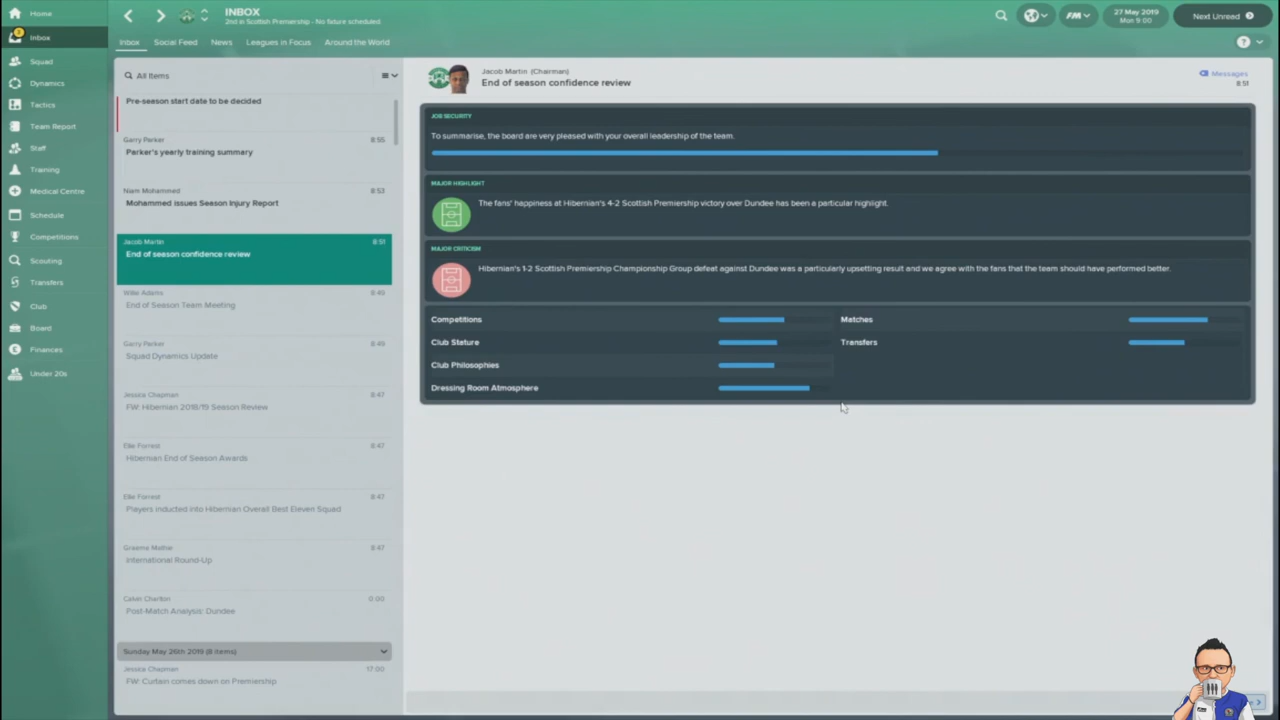 Home
Inbox
Squad
Dynamics
Tactics
Team Report
Staff
Training
Medical Centre
Schedule
Competitions
Scouting
Transfers
Club
Board
Finances
Under 20s
INBOX
2nd in Scottish Premiership - No fixture scheduled.
FM
27 May 2019
Mon 9:00
Next Unread
Inbox
Social Feed
News
Leagues in Focus
Around the World
?
All Items
Pre-season start date to be decided
Garry Parker 8:55
Parker's yearly training summary
Niam Mohammed 8:53
Mohammed issues Season Injury Report
Jacob Martin 8:51
End of season confidence review
8:49
End of Season Team Meeting
Garry Parker 8:49
Squad Dynamics Update
Jessica Chapman 8:47
FW: Hibernian 2018/19 Season Review
Ellie Forrest 8:47
Hibernian End of Season Awards
Ellie Forrest 8:47
Players inducted into Hibernian Overall Best Eleven Squad
Graeme Mathie 8:47
International Round-Up
Calvin Charlton 0:00
Post-Match Analysis: Dundee
Sunday May 26th 2019 (8 items)
Jessica Chapman 17:00
FW: Curtain comes down on Premiership
Jacob Martin (Chairman)
End of season confidence review
Messages
8:51
JOB SECURITY
To summarise, the board are very pleased with your overall leadership of the team.
MAJOR HIGHLIGHT
The fans' happiness at Hibernian's 4-2 Scottish Premiership victory over Dundee has been a particular highlight.
MAJOR CRITICISM
Hibernian's 1-2 Scottish Premiership Championship Group defeat against Dundee was a particularly upsetting result and we agree with the fans that the team should have performed better.
Competitions
Matches
Club Stature
Transfers
Club Philosophies
Dressing Room Atmosphere